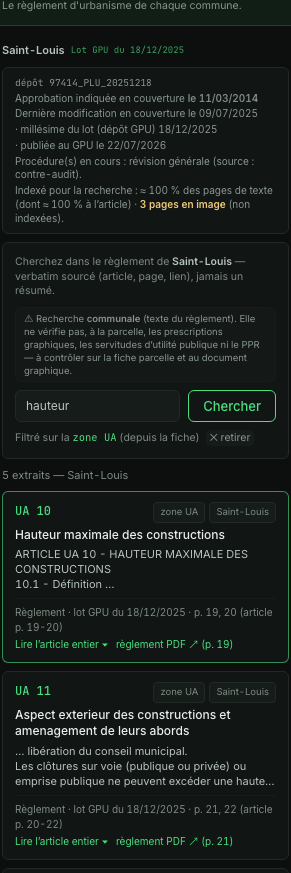 Le règlement d'urbanisme de chaque commune.
Saint-Louis Lot GPU du 18/12/2025
dépôt 97414_PLU_20251218
Approbation indiquée en couverture le 11/03/2014
Dernière modification en couverture le 09/07/2025
· millésime du lot (dépôt GPU) 18/12/2025
· publiée au GPU le 22/07/2026
Procédure(s) en cours : révision générale (source :
contre-audit).
Indexé pour la recherche : ≈ 100 % des pages de texte
(dont ≈ 100 % à l'article) · 3 pages en image (non
indexées).
Cherchez dans le règlement de Saint-Louis —
verbatim sourcé (article, page, lien), jamais un
résumé.
⚠ Recherche communale (texte du règlement). Elle
ne vérifie pas, à la parcelle, les prescriptions
graphiques, les servitudes d'utilité publique ni le PPR
— à contrôler sur la fiche parcelle et au document
graphique.
hauteur Chercher
Filtré sur la zone UA (depuis la fiche) × retirer
5 extraits — Saint-Louis
UA 10 zone UA Saint-Louis
Hauteur maximale des constructions
ARTICLE UA 10 - HAUTEUR MAXIMALE DES
CONSTRUCTIONS
10.1 - Définition ...
Règlement · lot GPU du 18/12/2025 · p. 19, 20 (article
p. 19-20)
Lire l'article entier ▾ règlement PDF ↗ (p. 19)
UA 11 zone UA Saint-Louis
Aspect exterieur des constructions et
amenagement de leurs abords
... libération du conseil municipal.
Les clôtures sur voie (publique ou privée) ou
emprise publique ne peuvent excéder une haute...
Règlement · lot GPU du 18/12/2025 · p. 21, 22 (article
p. 20-22)
Lire l'article entier ▾ règlement PDF ↗ (p. 21)